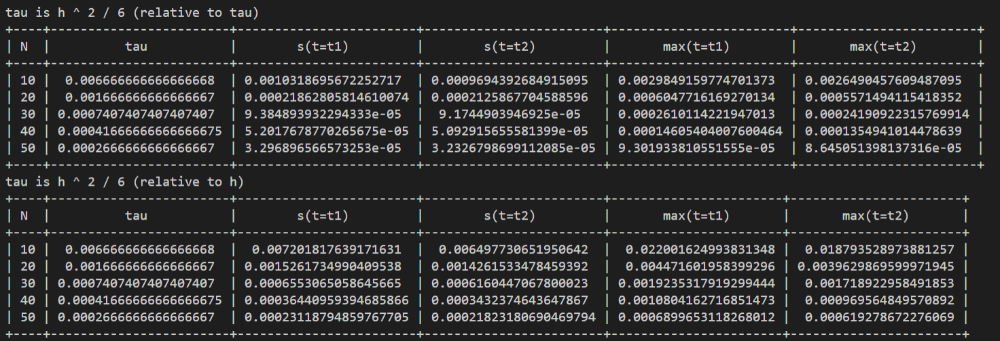 tau is h ^ 2 / 6 (relative to tau)
+----+------------------------+------------------------+------------------------+------------------------+------------------------+
| N | tau | s(t=t1) | s(t=t2) | max(t=t1) | max(t=t2) |
+----+------------------------+------------------------+------------------------+------------------------+------------------------+
| 10 | 0.006666666666666668 | 0.0010318695672252717 | 0.0009694392684915095 | 0.0029849159774701373 | 0.0026490457609487095 |
| 20 | 0.001666666666666667 | 0.00021862805814610074 | 0.0002125867704588596 | 0.0006047716169270134 | 0.0005571494115418352 |
| 30 | 0.0007407407407407407 | 9.384893932294333e-05 | 9.1744903946925e-05 | 0.00026101114221947013 | 0.00024190922315769914 |
| 40 | 0.00041666666666666675 | 5.2017678770265675e-05 | 5.092915655581399e-05 | 0.00014605404007600464 | 0.0001354941014478639 |
| 50 | 0.0002666666666666667 | 3.296896566573253e-05 | 3.2326798699112085e-05 | 9.301933810551555e-05 | 8.645051398137316e-05 |
+----+------------------------+------------------------+------------------------+------------------------+------------------------+
tau is h ^ 2 / 6 (relative to h)
+----+------------------------+------------------------+------------------------+-----------------------+-----------------------+
| N | tau | s(t=t1) | s(t=t2) | max(t=t1) | max(t=t2) |
+----+------------------------+------------------------+------------------------+-----------------------+-----------------------+
| 10 | 0.006666666666666668 | 0.007201817639171631 | 0.006497730651950642 | 0.022001624993831348 | 0.018793528973881257 |
| 20 | 0.001666666666666667 | 0.0015261734990409538 | 0.0014261533478459392 | 0.004471601958399296 | 0.0039629869599971945 |
| 30 | 0.0007407407407407407 | 0.0006553065058645665 | 0.0006160447067800023 | 0.0019235317919299444 | 0.001718922958491853 |
| 40 | 0.00041666666666666675 | 0.00036440959394685866 | 0.0003432374643647867 | 0.0010804162716851473 | 0.000969564849570892 |
| 50 | 0.0002666666666666667 | 0.00023118794859767705 | 0.00021823180690469794 | 0.0006899653118268012 | 0.000619278672276069 |
+----+------------------------+------------------------+------------------------+-----------------------+-----------------------+